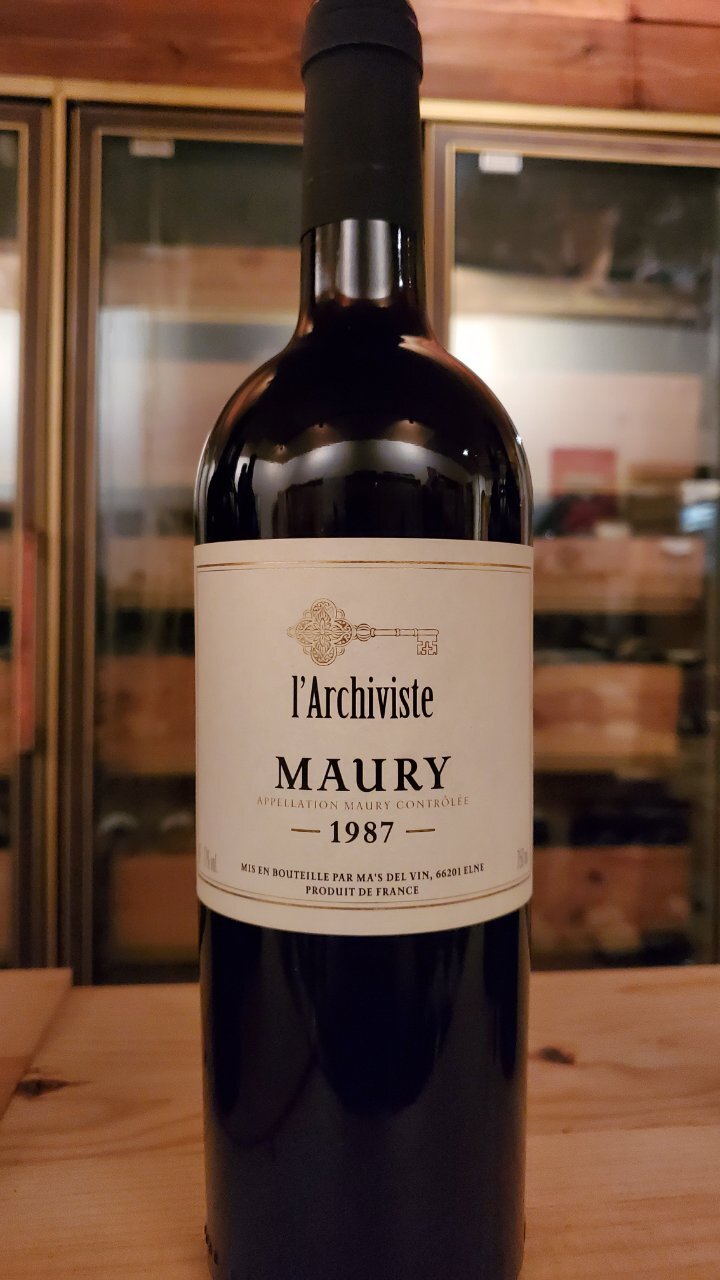 l'Archiviste
MAURY
APPELLATION MAURY CONTRÔLÉE
1987
MIS EN BOUTEILLE PAR MA'S DEL VIN, 66201 ELNE
PRODUIT DE FRANCE